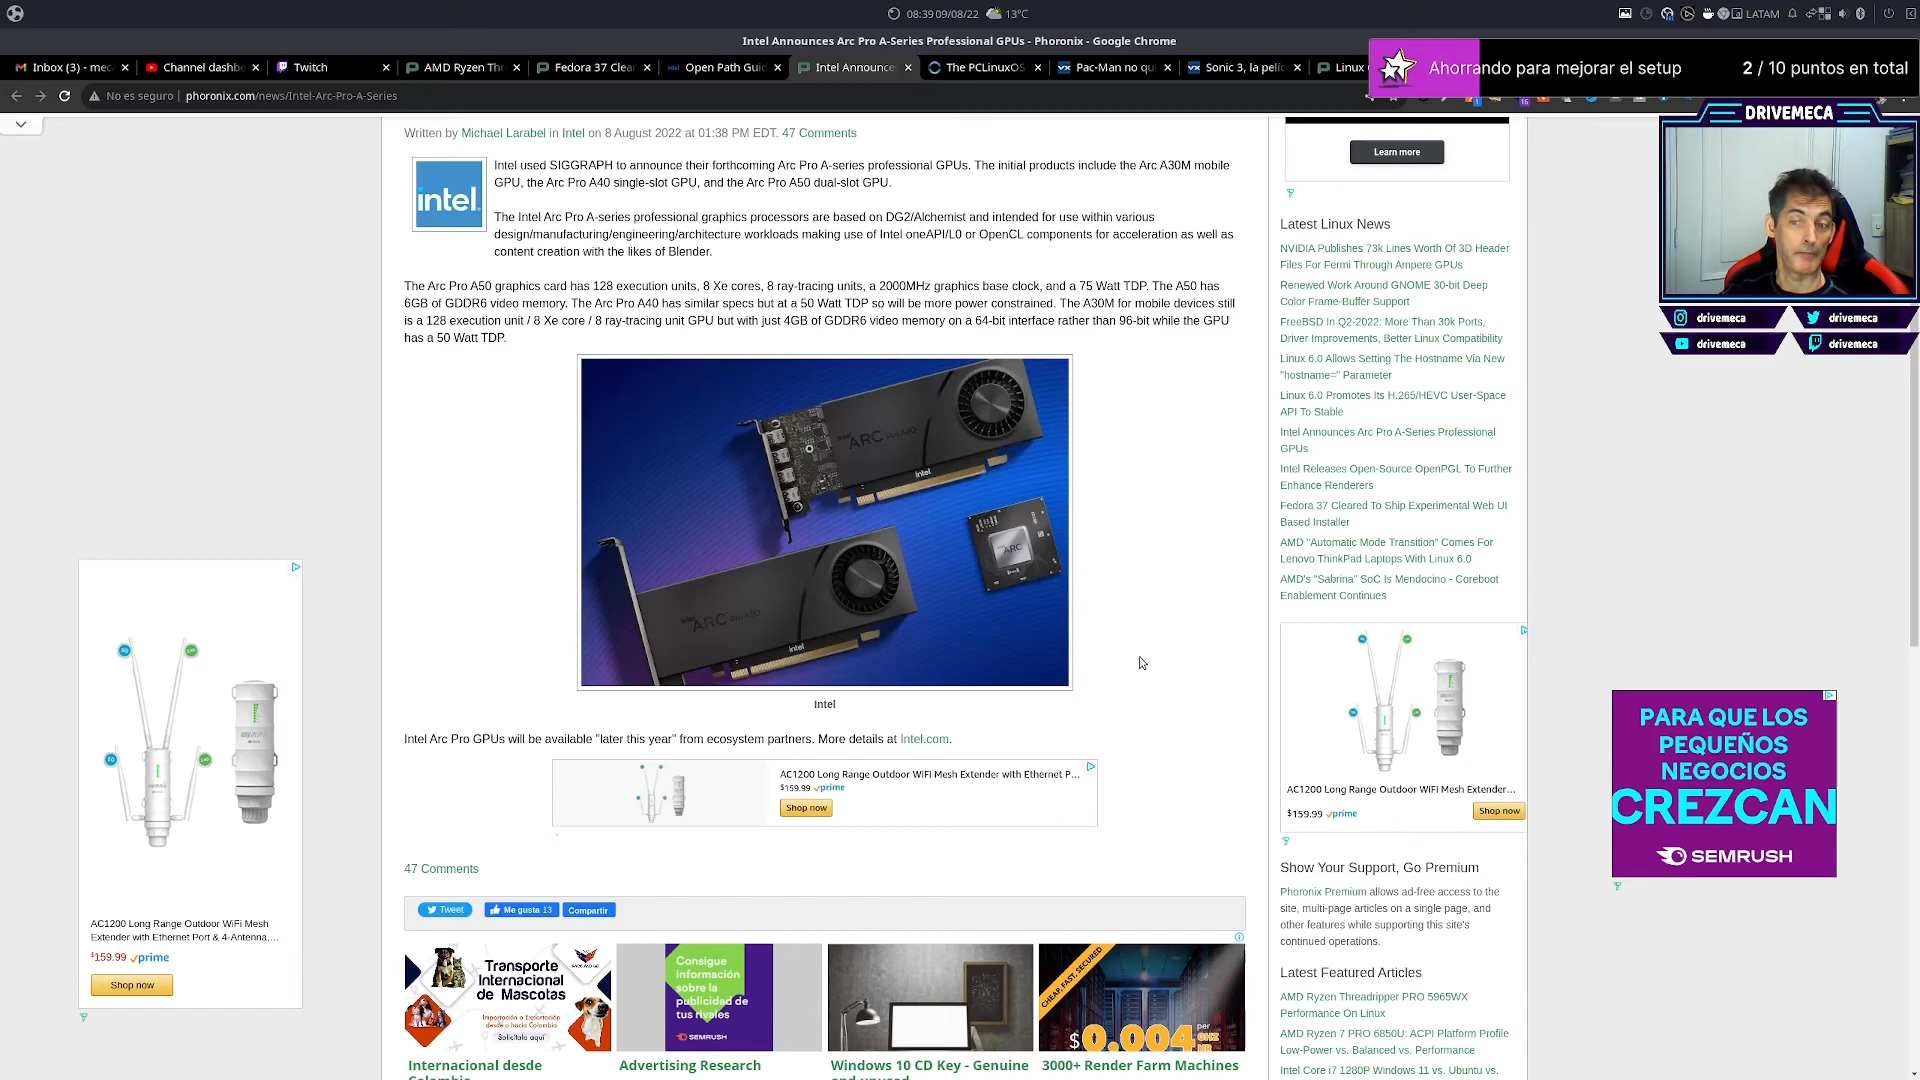 08:39 09/08/22 13°C
LATAM
Intel Announces Arc Pro A-Series Professional GPUs - Phoronix - Google Chrome
Inbox (3) - mec
Channel dashbo
Twitch
AMD Ryzen Thr
Fedora 37 Clear
Open Path Guid
Intel Announces
The PCLinuxOS
Pac-Man no qui
Sonic 3, la pelíc
Linux
Ahorrando para mejorar el setup
2 / 10 puntos en total
No es seguro
phoronix.com/news/Intel-Arc-Pro-A-Series
DRIVEMECA
drivemeca
drivemeca
drivemeca
drivemeca
Written by Michael Larabel in Intel on 8 August 2022 at 01:38 PM EDT. 47 Comments
intel.
Intel used SIGGRAPH to announce their forthcoming Arc Pro A-series professional GPUs. The initial products include the Arc A30M mobile
GPU, the Arc Pro A40 single-slot GPU, and the Arc Pro A50 dual-slot GPU.
The Intel Arc Pro A-series professional graphics processors are based on DG2/Alchemist and intended for use within various
design/manufacturing/engineering/architecture workloads making use of Intel oneAPI/L0 or OpenCL components for acceleration as well as
content creation with the likes of Blender.
The Arc Pro A50 graphics card has 128 execution units, 8 Xe cores, 8 ray-tracing units, a 2000MHz graphics base clock, and a 75 Watt TDP. The A50 has
6GB of GDDR6 video memory. The Arc Pro A40 has similar specs but at a 50 Watt TDP so will be more power constrained. The A30M for mobile devices still
is a 128 execution unit / 8 Xe core / 8 ray-tracing unit GPU but with just 4GB of GDDR6 video memory on a 64-bit interface rather than 96-bit while the GPU
has a 50 Watt TDP.
intel ARC Pro A40
intel
ARC
intel ARC Pro A50
intel
Intel
Intel Arc Pro GPUs will be available "later this year" from ecosystem partners. More details at Intel.com.
AC1200 Long Range Outdoor WiFi Mesh Extender with Ethernet P...
$159.99 prime
Shop now
47 Comments
Tweet
Me gusta 13
Compartir
Transporte
Internacional
de Mascotas
Importación o Exportación
desde o hacia Colombia
Solicítalo aquí
Internacional desde
Colombia
Consigue
información
sobre la
publicidad de
tus rivales
SEMRUSH
Advertising Research
Windows 10 CD Key - Genuine
and unused
CHEAP, FAST, SECURED
$0.004 per
GHZ
HR
3000+ Render Farm Machines
AC1200 Long Range Outdoor WiFi Mesh
Extender with Ethernet Port & 4-Antenna,...
$159.99 prime
Shop now
Learn more
Latest Linux News
NVIDIA Publishes 73k Lines Worth Of 3D Header
Files For Fermi Through Ampere GPUs
Renewed Work Around GNOME 30-bit Deep
Color Frame-Buffer Support
FreeBSD In Q2-2022: More Than 30k Ports,
Driver Improvements, Better Linux Compatibility
Linux 6.0 Allows Setting The Hostname Via New
"hostname=" Parameter
Linux 6.0 Promotes Its H.265/HEVC User-Space
API To Stable
Intel Announces Arc Pro A-Series Professional
GPUs
Intel Releases Open-Source OpenPGL To Further
Enhance Renderers
Fedora 37 Cleared To Ship Experimental Web UI
Based Installer
AMD "Automatic Mode Transition" Comes For
Lenovo ThinkPad Laptops With Linux 6.0
AMD's "Sabrina" SoC Is Mendocino - Coreboot
Enablement Continues
AC1200 Long Range Outdoor WiFi Mesh Extender...
$159.99 prime
Shop now
Show Your Support, Go Premium
Phoronix Premium allows ad-free access to the
site, multi-page articles on a single page, and
other features while supporting this site's
continued operations.
Latest Featured Articles
AMD Ryzen Threadripper PRO 5965WX
Performance On Linux
AMD Ryzen 7 PRO 6850U: ACPI Platform Profile
Low-Power vs. Balanced vs. Performance
Intel Core i7 1280P Windows 11 vs. Ubuntu vs.
PARA QUE LOS
PEQUEÑOS
NEGOCIOS
CREZCAN
SEMRUSH